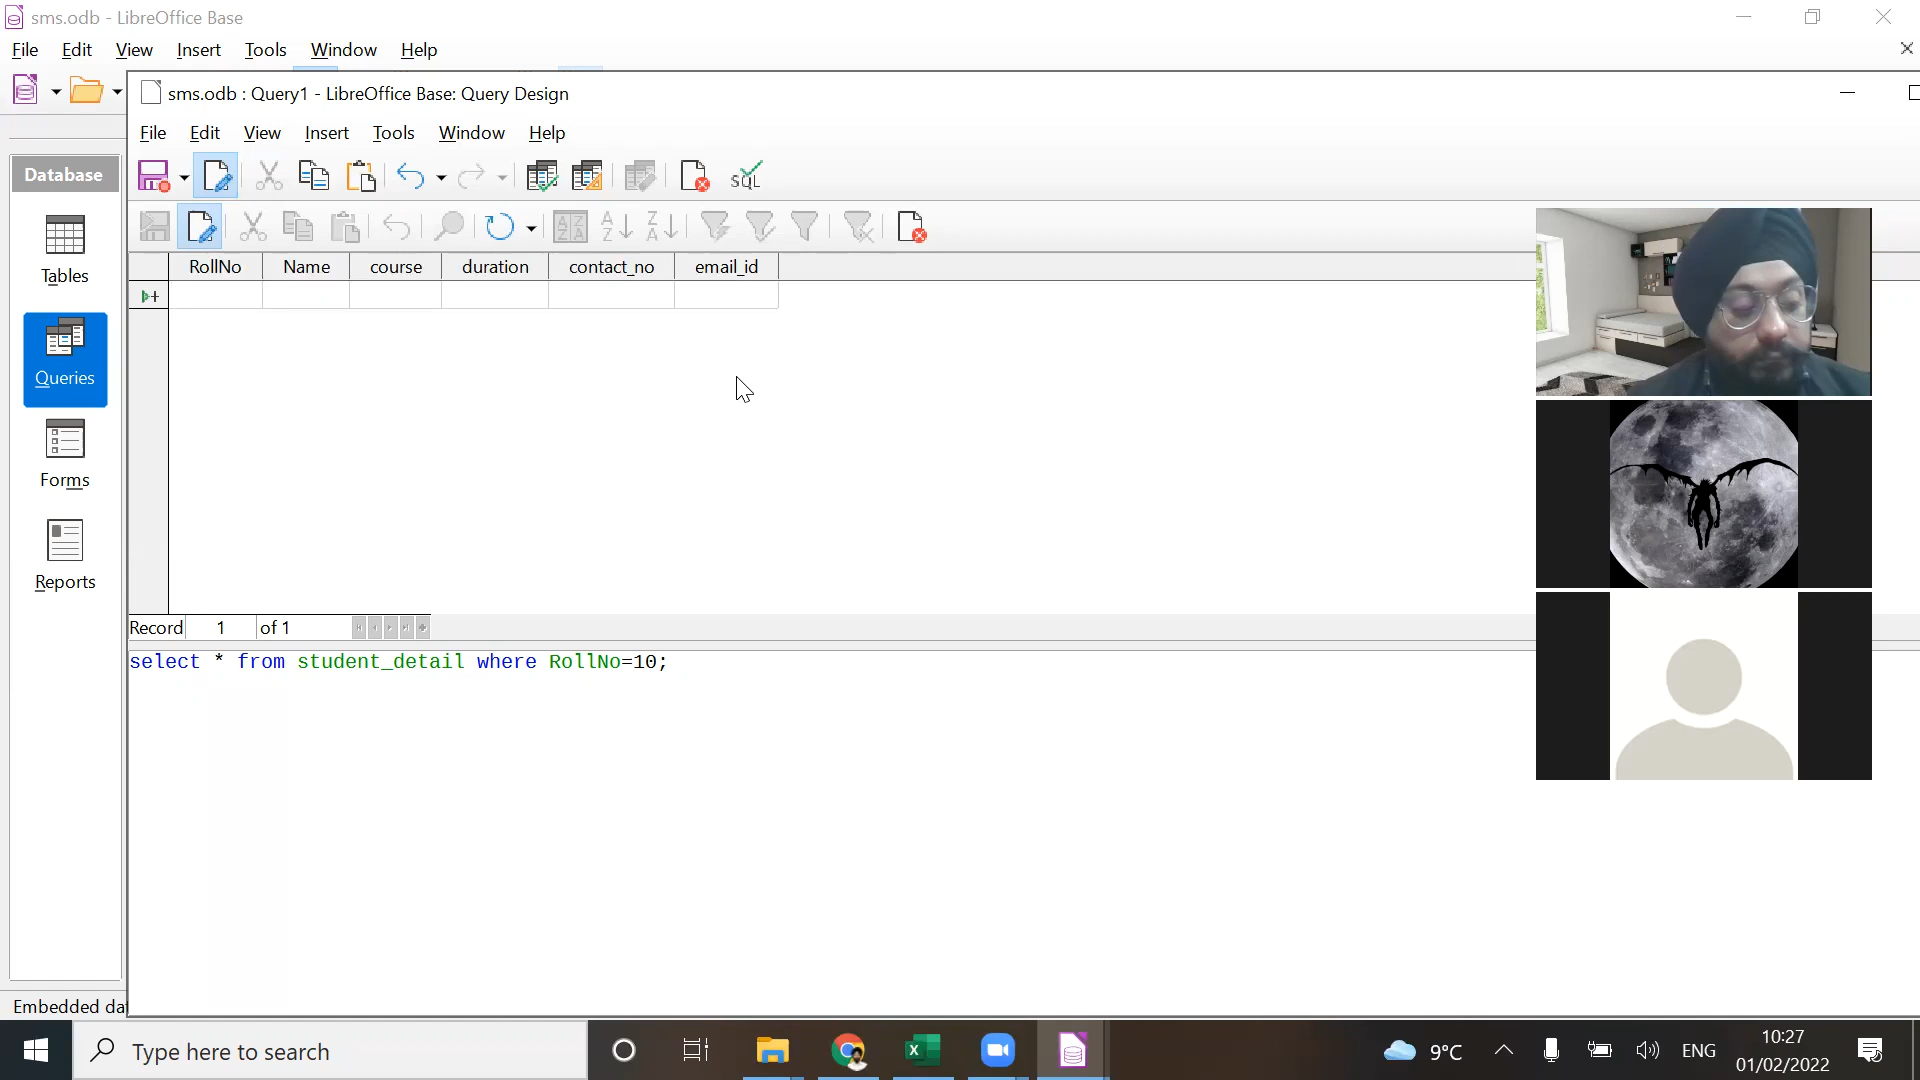 sms.odb - LibreOffice Base
File Edit View Insert Tools Window Help
sms.odb : Query1 - LibreOffice Base: Query Design
File Edit View Insert Tools Window Help
SQL
Database
Tables
Queries
Forms
Reports
RollNo Name course duration contact_no email_id
Record 1 of 1
select * from student_detail where RollNo=10;
Embedded dat
Type here to search
9°C
ENG
10:27
01/02/2022